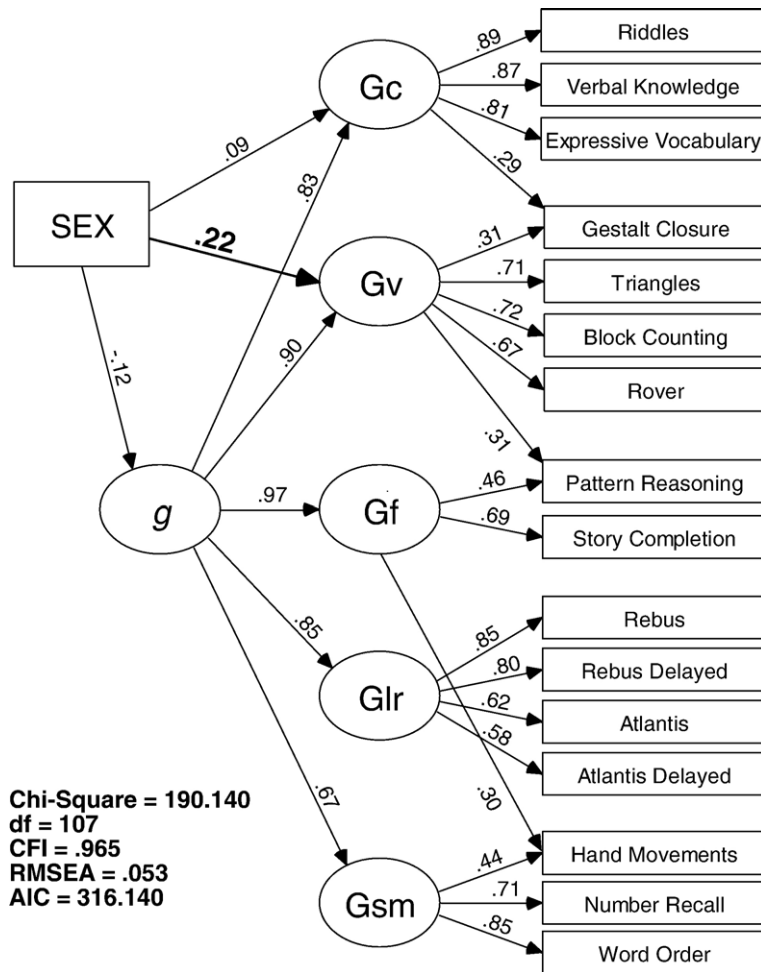 Riddles
.89
Gc
.87
Verbal Knowledge
.81
Expressive Vocabulary
.09
.29
.83
SEX
.22
Gestalt Closure
.31
Gv
.71
Triangles
.72
Block Counting
.67
Rover
.90
-.12
.31
Pattern Reasoning
.46
g
.97
Gf
.69
Story Completion
Rebus
.85
.85
.80
Rebus Delayed
Glr
.62
Atlantis
.58
Atlantis Delayed
.67
.30
Chi-Square = 190.140
df = 107
CFI = .965
RMSEA = .053
AIC = 316.140
Hand Movements
.44
Gsm
.71
Number Recall
.85
Word Order